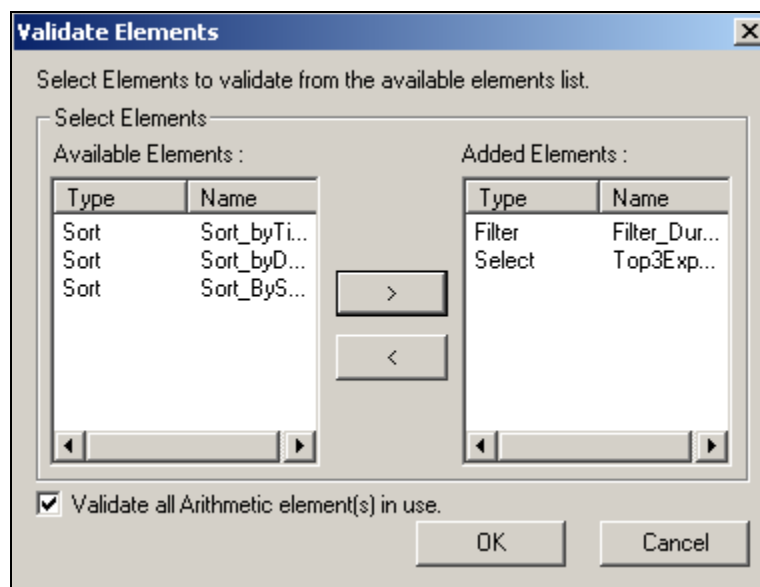 Validate Elements
Select Elements to validate from the available elements list.
Select Elements
Available Elements :
Type Name
Sort Sort_byTi...
Sort Sort_byD...
Sort Sort_ByS...
>
<
Added Elements :
Type Name
Filter Filter_Dur...
Select Top3Exp...
Validate all Arithmetic element(s) in use.
OK Cancel